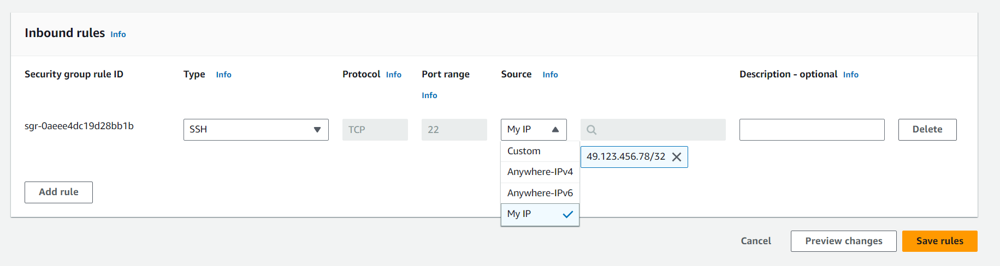 Inbound rules Info
Security group rule ID Type Info Protocol Info Port range Info Source Info Description - optional Info
sgr-0aeee4dc19d28bb1b SSH TCP 22 My IP Delete
Custom
49.123.456.78/32
Anywhere-IPv4
Anywhere-IPv6
My IP
Add rule
Cancel Preview changes Save rules